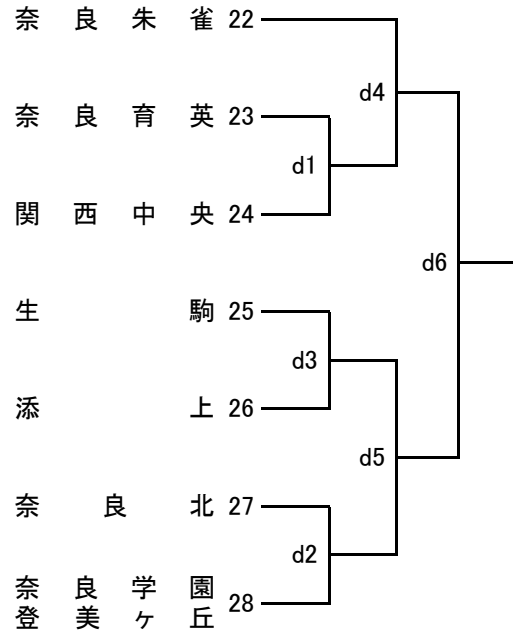 奈良朱雀 22
d4
奈良育英 23
d1
関西中央 24
d6
生駒 25
d3
添上 26
d5
奈良北 27
d2
奈良学園
登美ヶ丘 28